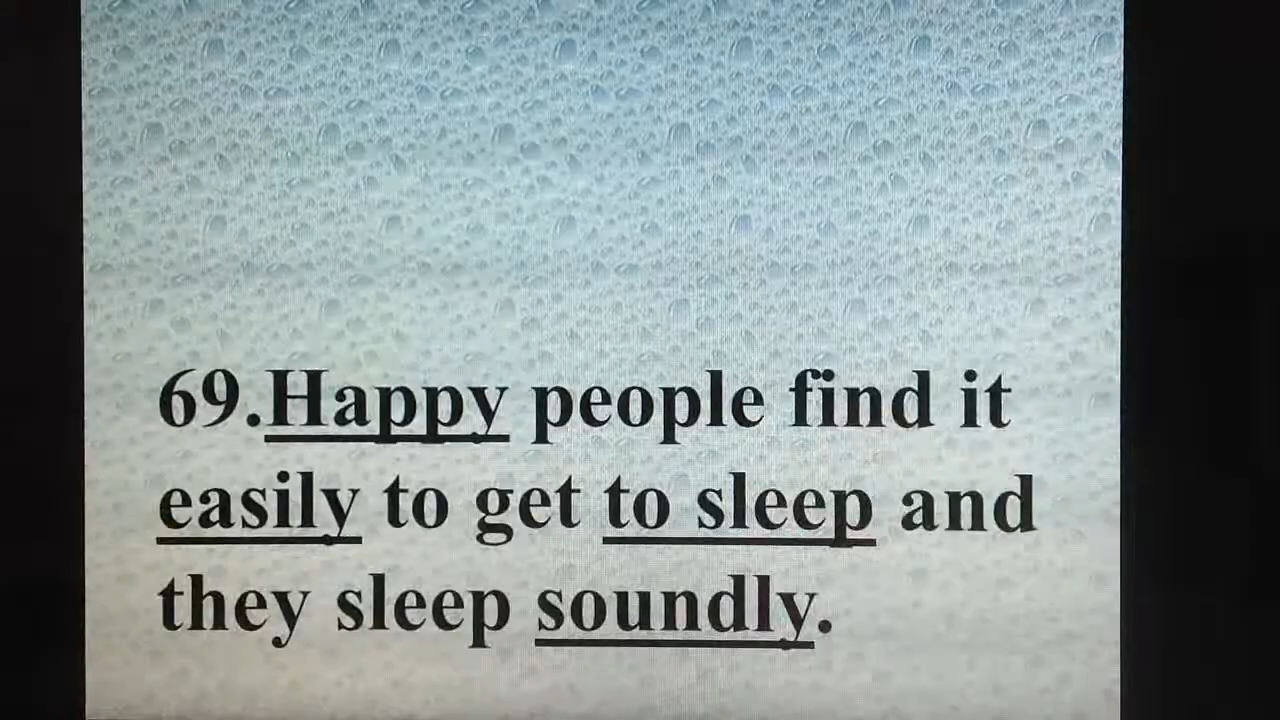 69.Happy people find it
easily to get to sleep and
they sleep soundly.